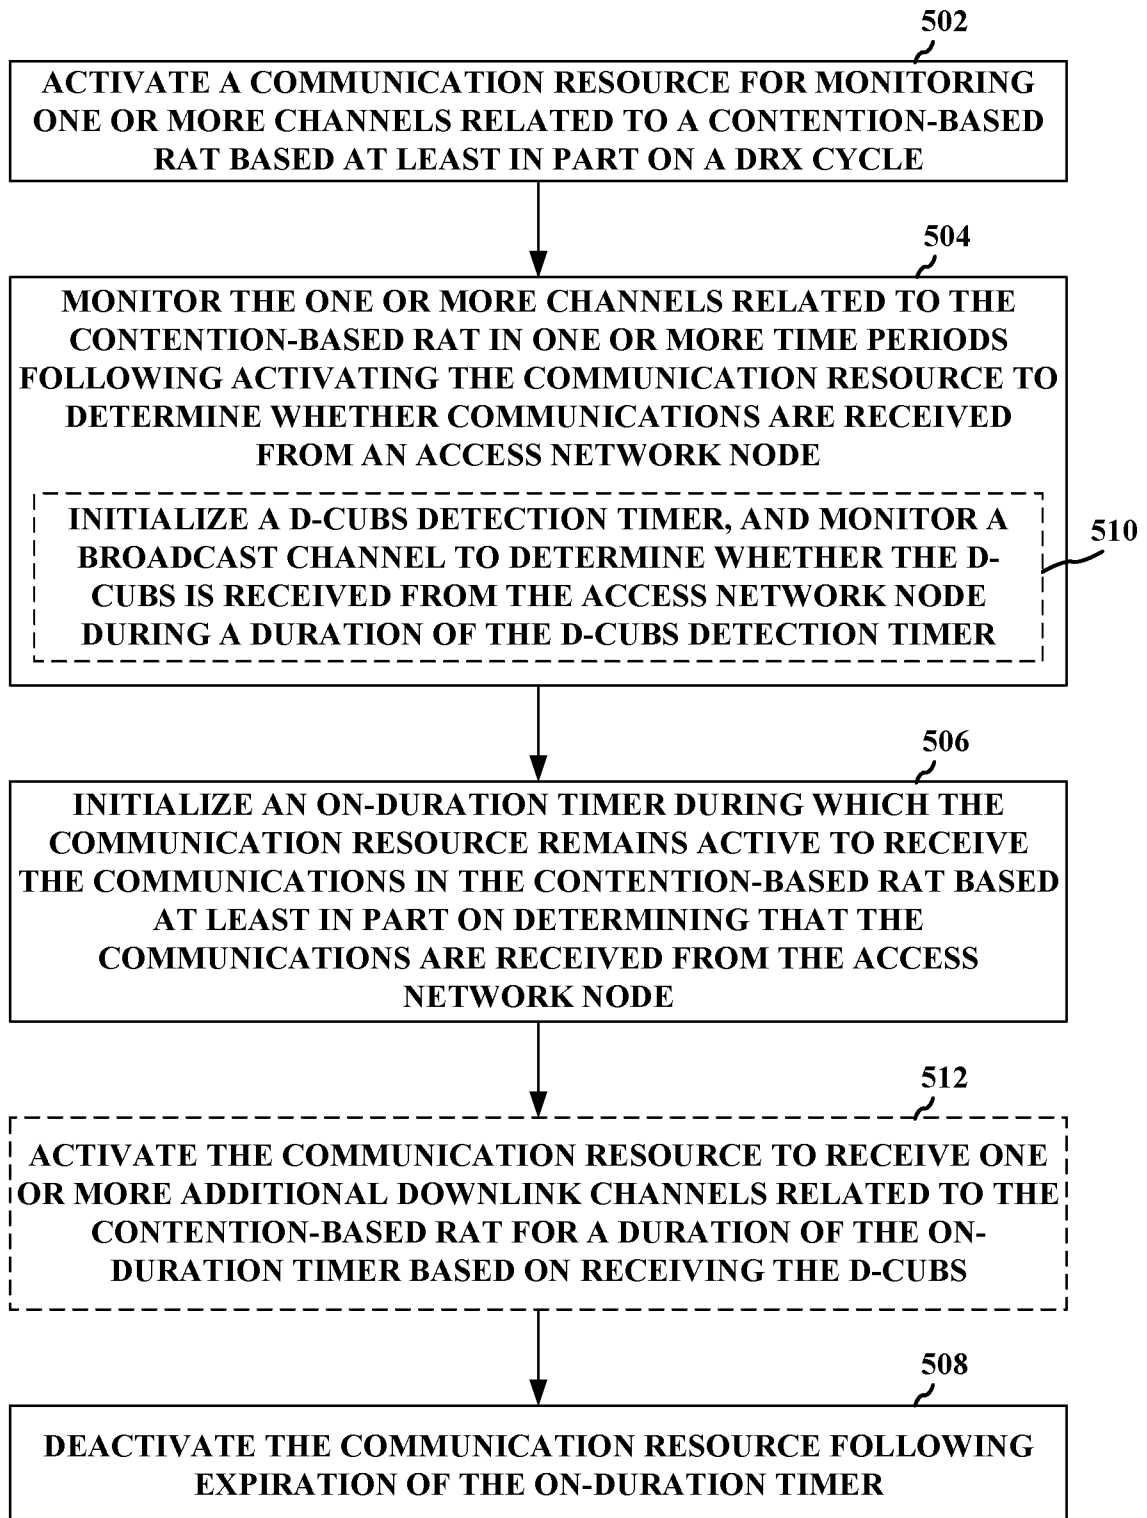 502
ACTIVATE A COMMUNICATION RESOURCE FOR MONITORING
ONE OR MORE CHANNELS RELATED TO A CONTENTION-BASED
RAT BASED AT LEAST IN PART ON A DRX CYCLE
504
MONITOR THE ONE OR MORE CHANNELS RELATED TO THE
CONTENTION-BASED RAT IN ONE OR MORE TIME PERIODS
FOLLOWING ACTIVATING THE COMMUNICATION RESOURCE TO
DETERMINE WHETHER COMMUNICATIONS ARE RECEIVED
FROM AN ACCESS NETWORK NODE
INITIALIZE A D-CUBS DETECTION TIMER, AND MONITOR A
BROADCAST CHANNEL TO DETERMINE WHETHER THE D-
CUBS IS RECEIVED FROM THE ACCESS NETWORK NODE
DURING A DURATION OF THE D-CUBS DETECTION TIMER
510
506
INITIALIZE AN ON-DURATION TIMER DURING WHICH THE
COMMUNICATION RESOURCE REMAINS ACTIVE TO RECEIVE
THE COMMUNICATIONS IN THE CONTENTION-BASED RAT BASED
AT LEAST IN PART ON DETERMINING THAT THE
COMMUNICATIONS ARE RECEIVED FROM THE ACCESS
NETWORK NODE
512
ACTIVATE THE COMMUNICATION RESOURCE TO RECEIVE ONE
OR MORE ADDITIONAL DOWNLINK CHANNELS RELATED TO THE
CONTENTION-BASED RAT FOR A DURATION OF THE ON-
DURATION TIMER BASED ON RECEIVING THE D-CUBS
508
DEACTIVATE THE COMMUNICATION RESOURCE FOLLOWING
EXPIRATION OF THE ON-DURATION TIMER